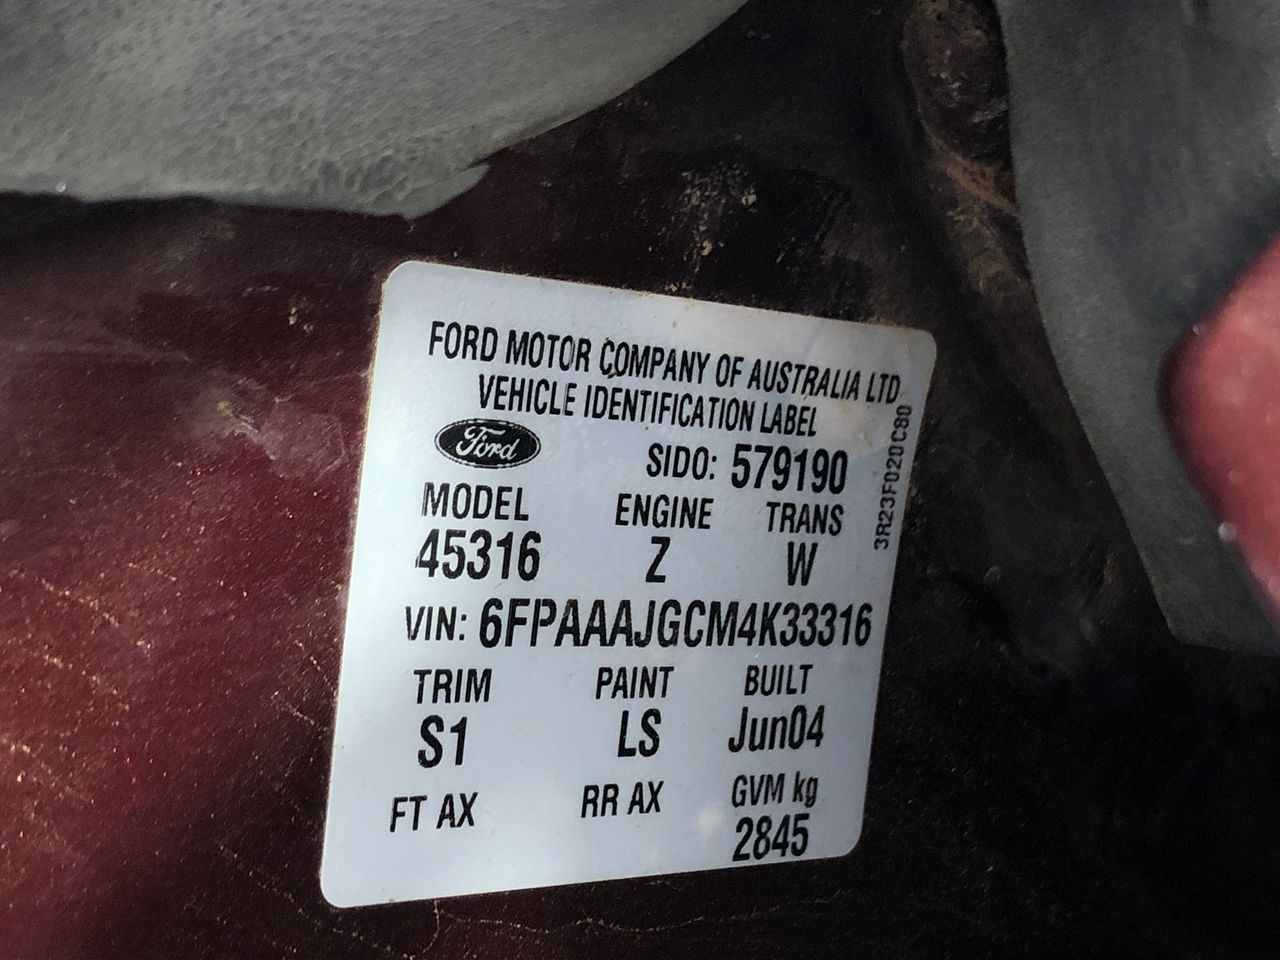 FORD MOTOR COMPANY OF AUSTRALIA LTD
VEHICLE IDENTIFICATION LABEL
Ford SIDO: 579190
3R23F020C80
MODEL ENGINE TRANS
45316 Z W
VIN: 6FPAAAJGCM4K33316
TRIM PAINT BUILT
S1 LS Jun04
FT AX RR AX GVM kg
2845